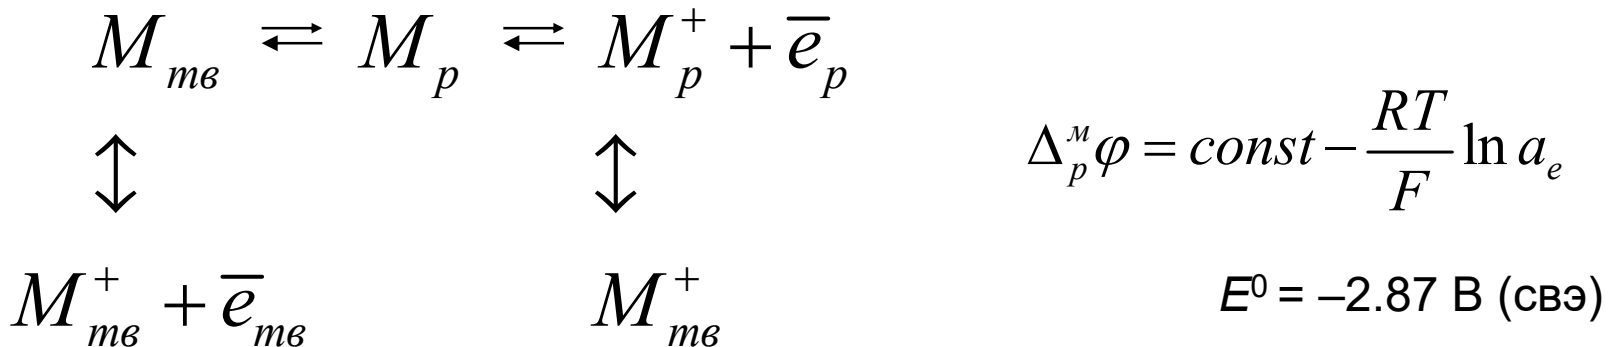 M_тв ⇄ M_р ⇄ M_р^+ + e̅_р
↕ ↕
M_тв^+ + e̅_тв M_тв^+
Δ_р^м φ = const − RT/F ln a_e
E^0 = –2.87 В (свэ)